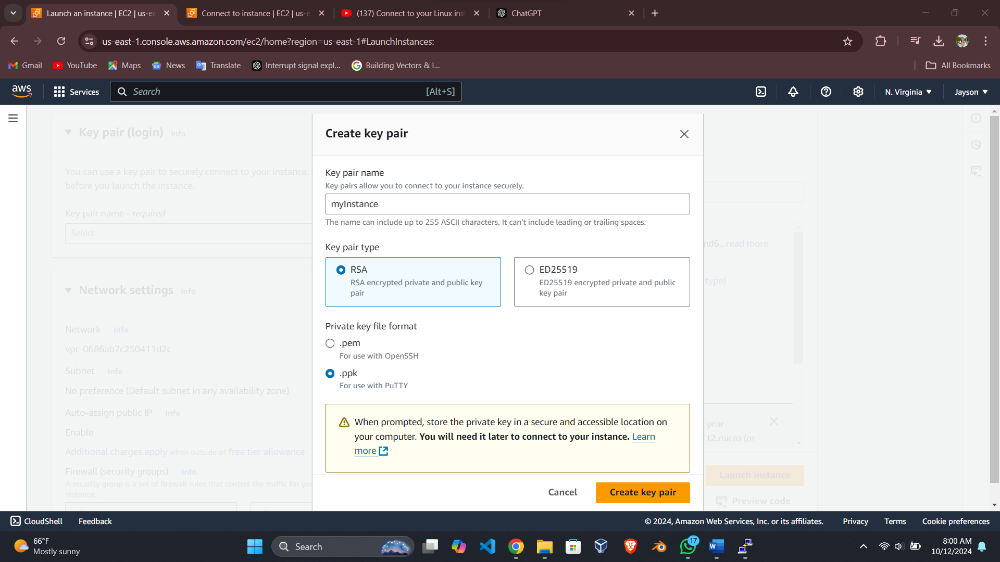 Launch an instance | EC2 | us-ea
Connect to instance | EC2 | us-e
(137) Connect to your Linux ins
ChatGPT
us-east-1.console.aws.amazon.com/ec2/home?region=us-east-1#LaunchInstances:
Gmail
YouTube
Maps
News
Translate
Interrupt signal expl...
Building Vectors & I...
All Bookmarks
aws
Services
Search
[Alt+S]
N. Virginia
Jayson
Key pair (login) Info
You can use a key pair to securely connect to your instance.
before you launch the instance.
Key pair name - required
Select
Network settings Info
Network Info
vpc-0686ab7c250411d2c
Subnet Info
No preference (Default subnet in any availability zone)
Auto-assign public IP Info
Enable
Additional charges apply when outside of free tier allowance
Firewall (security groups) Info
A security group is a set of firewall rules that control the traffic for you
instance.
Create key pair
Key pair name
Key pairs allow you to connect to your instance securely.
myInstance
The name can include up to 255 ASCII characters. It can't include leading or trailing spaces.
Key pair type
RSA
RSA encrypted private and public key
pair
ED25519
ED25519 encrypted private and public
key pair
Private key file format
.pem
For use with OpenSSH
.ppk
For use with PuTTY
When prompted, store the private key in a secure and accessible location on
your computer. You will need it later to connect to your instance. Learn
more
Cancel
Create key pair
md6...read more
type)
year
t2.micro (or
Launch instance
Preview code
CloudShell
Feedback
© 2024, Amazon Web Services, Inc. or its affiliates.
Privacy
Terms
Cookie preferences
66°F
Mostly sunny
Search
17
8:00 AM
10/12/2024